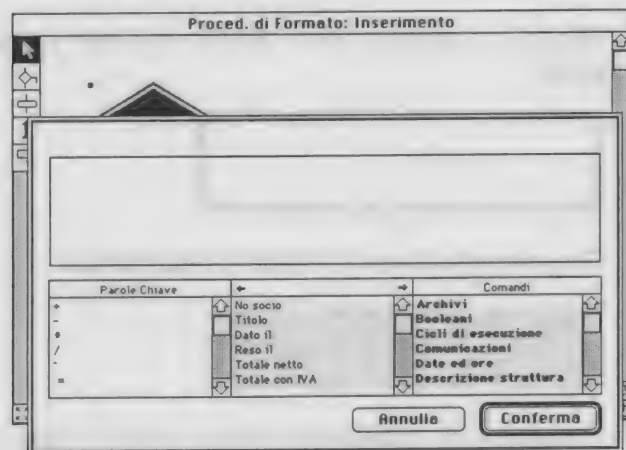 Proced. di Formato: Inserimento
Parole Chiave
← →
Comandi
+
-
*
/
=
No socio
Titolo
Dato il
Reso il
Totale netto
Totale con IVA
Archivi
Booleani
Cicli di esecuzione
Comunicazioni
Date ed ore
Descrizione struttura
Annulla
Conferma